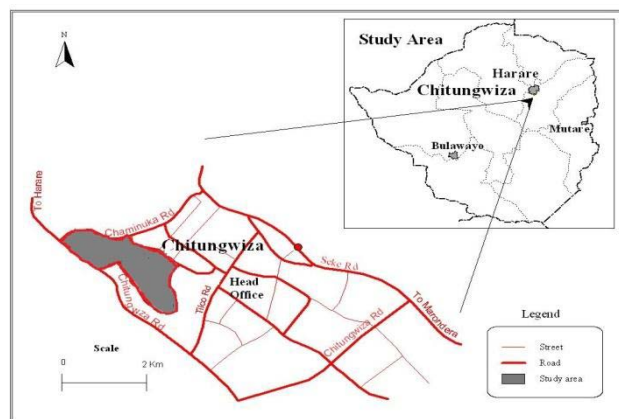 N
Study Area
Harare
Chitungwiza
Mutare
Bulawayo
To Harare
Chaminuka Rd
Chitungwiza
Seke Rd
Head
Office
Tilco Rd
Chitungwiza Rd
Chitungwiza Rd
To Marondera
Scale
0
2 Km
Legend
Street
Road
Study area